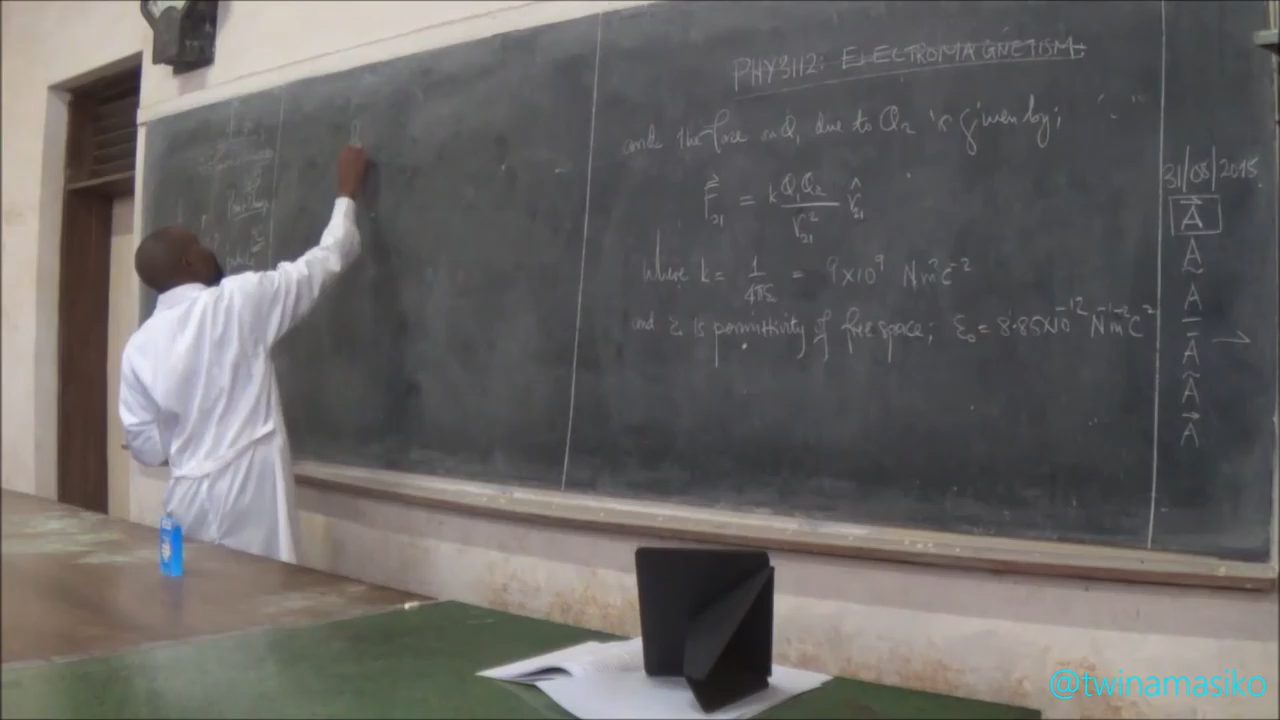 PHY3112: ELECTROMAGNETISM
and the force on Q₁ due to Q₂ is given by;
F⃗₂₁ = k Q₁Q₂ / r₂₁² r̂₂₁
where k = 1 / 4πε₀ = 9×10⁹ Nm²C⁻²
and ε₀ is permittivity of free space; ε₀ = 8.85×10⁻¹² N⁻¹m⁻²C²
31/08/2015
A⃗
A̰
A
Ā
Ã
A⃗
particle
@twinamasiko